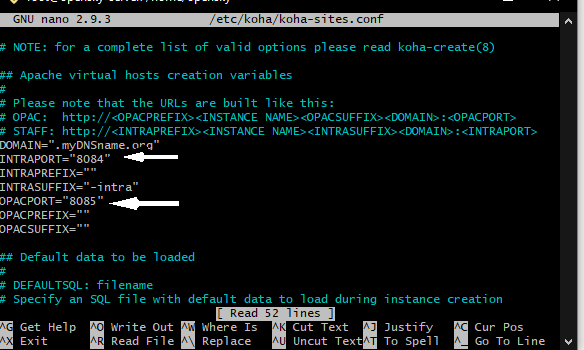 GNU nano 2.9.3 /etc/koha/koha-sites.conf
# NOTE: for a complete list of valid options please read koha-create(8)
## Apache virtual hosts creation variables
#
# Please note that the URLs are built like this:
# OPAC: http://<OPACPREFIX><INSTANCE NAME><OPACSUFFIX><DOMAIN>:<OPACPORT>
# STAFF: http://<INTRAPREFIX><INSTANCE NAME><INTRASUFFIX><DOMAIN>:<INTRAPORT>
DOMAIN=".myDNSname.org"
INTRAPORT="8084"
INTRAPREFIX=""
INTRASUFFIX="-intra"
OPACPORT="8085"
OPACPREFIX=""
OPACSUFFIX=""
## Default data to be loaded
#
# DEFAULTSQL: filename
# Specify an SQL file with default data to load during instance creation
[ Read 52 lines ]
^G Get Help ^O Write Out ^W Where Is ^K Cut Text ^J Justify ^C Cur Pos
^X Exit ^R Read File ^\ Replace ^U Uncut Text ^T To Spell ^_ Go To Line